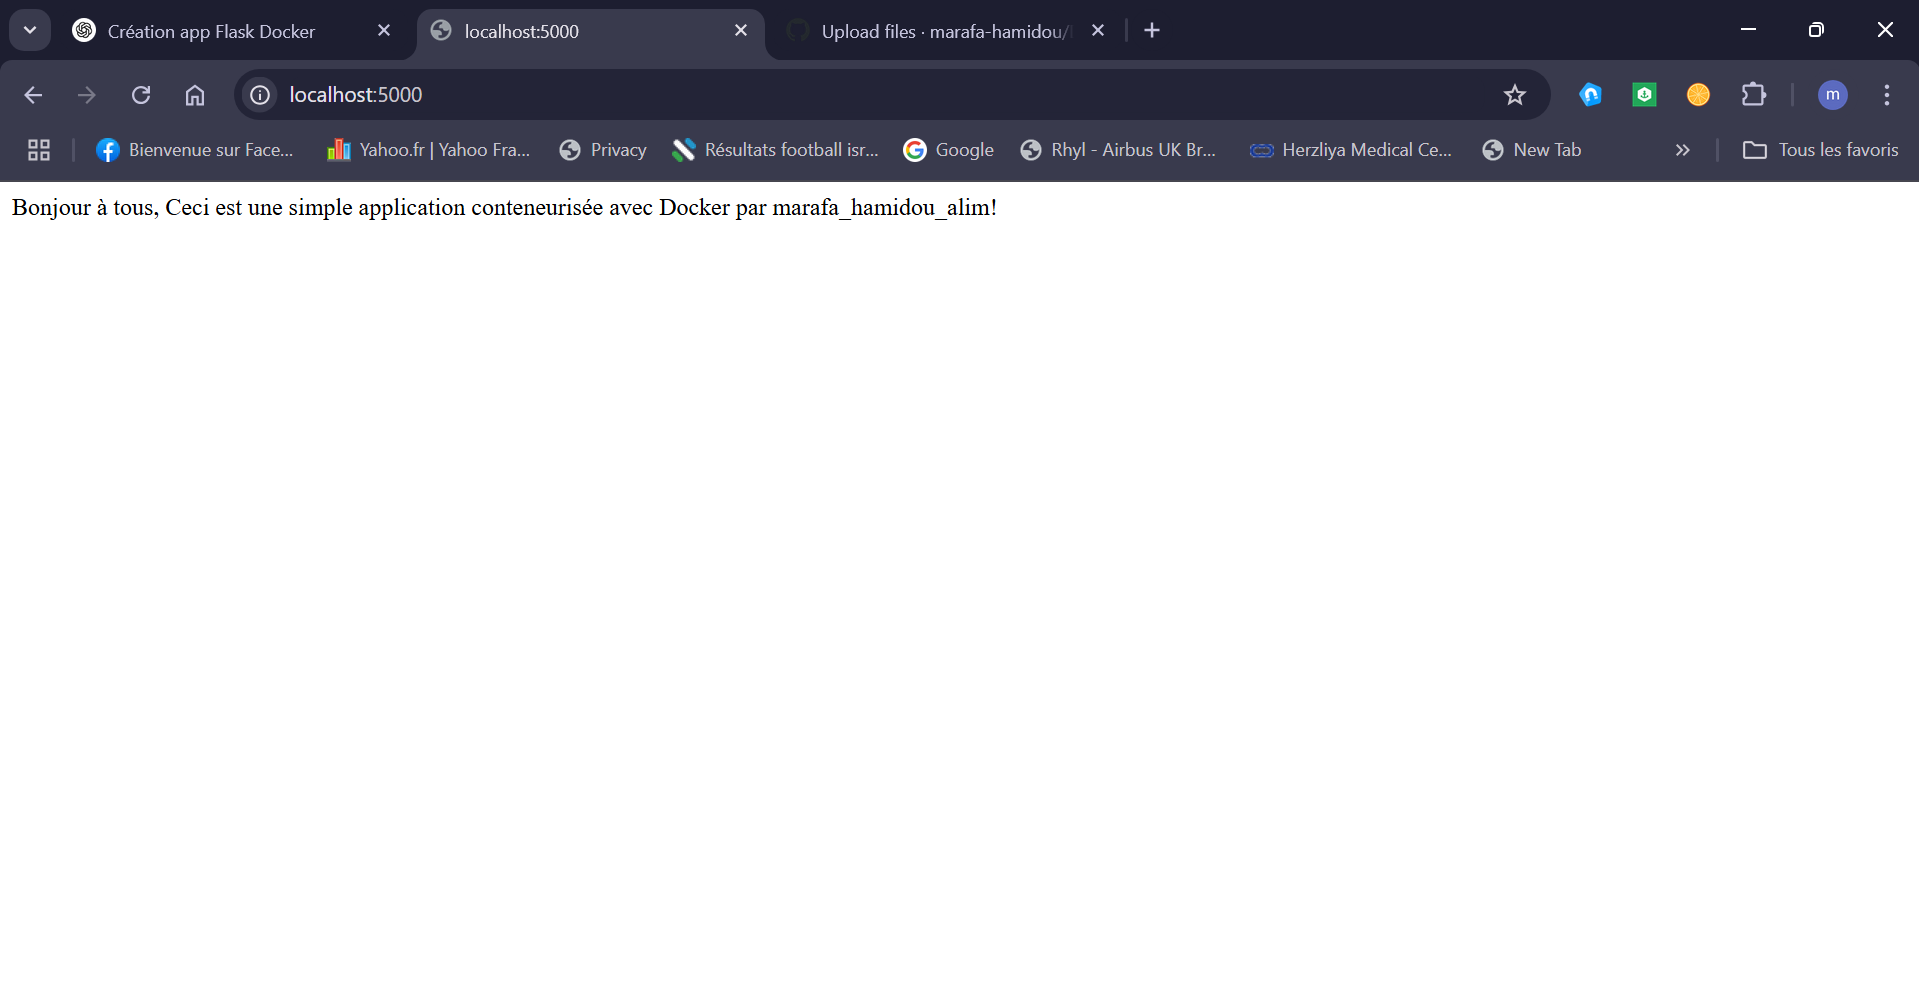 Création app Flask Docker
localhost:5000
Upload files · marafa-hamidou/
localhost:5000
m
Bienvenue sur Face...
Yahoo.fr | Yahoo Fra...
Privacy
Résultats football isr...
Google
Rhyl - Airbus UK Br...
Herzliya Medical Ce...
New Tab
Tous les favoris
Bonjour à tous, Ceci est une simple application conteneurisée avec Docker par marafa_hamidou_alim!